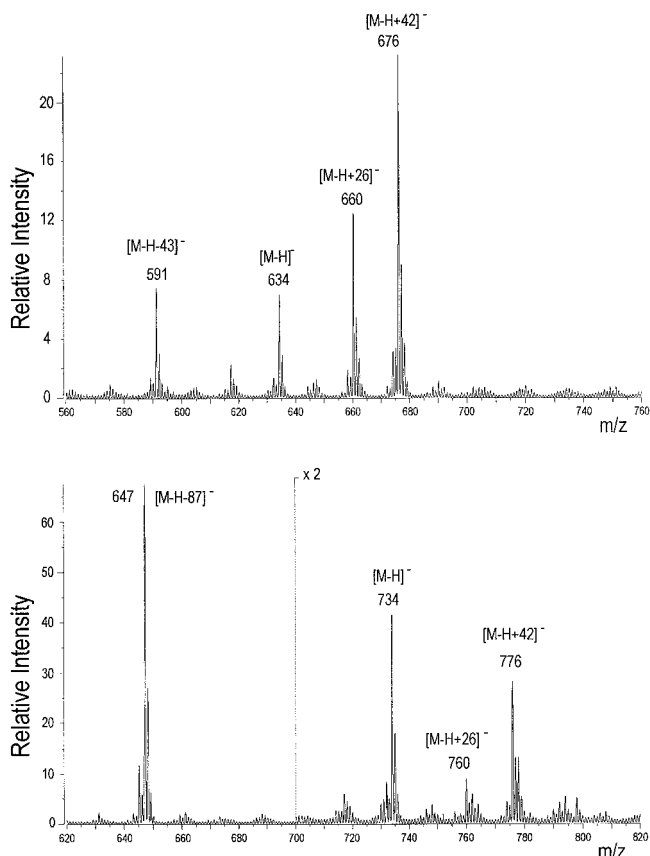 [M-H+42]⁻
676
[M-H+26]⁻
660
[M-H-43]⁻
591
[M-H]⁻
634
Relative Intensity
20
16
12
8
4
0
560 580 600 620 640 660 680 700 720 740 760
m/z
x 2
647 [M-H-87]⁻
[M-H]⁻
734
[M-H+42]⁻
776
[M-H+26]⁻
760
Relative Intensity
60
50
40
30
20
10
0
620 640 660 680 700 720 740 760 780 800 820
m/z